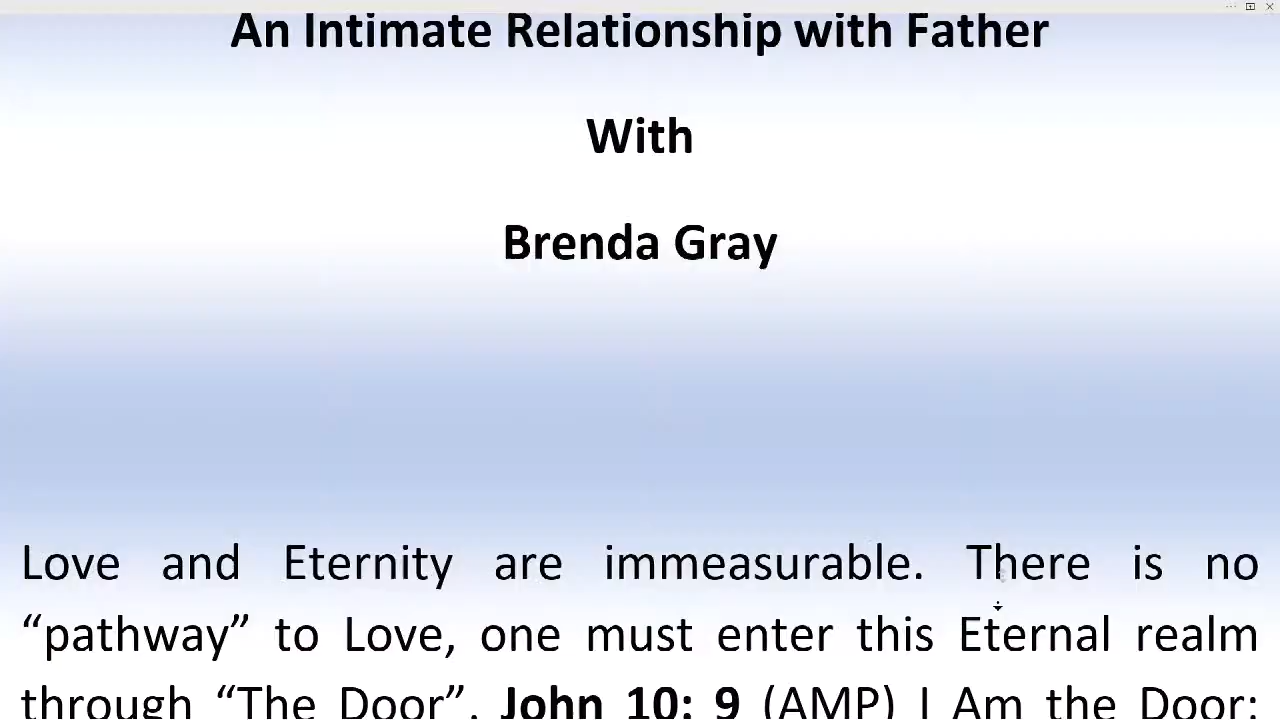 An Intimate Relationship with Father
With
Brenda Gray
Love and Eternity are immeasurable. There is no
“pathway” to Love, one must enter this Eternal realm
through “The Door”. John 10: 9 (AMP) I Am the Door;